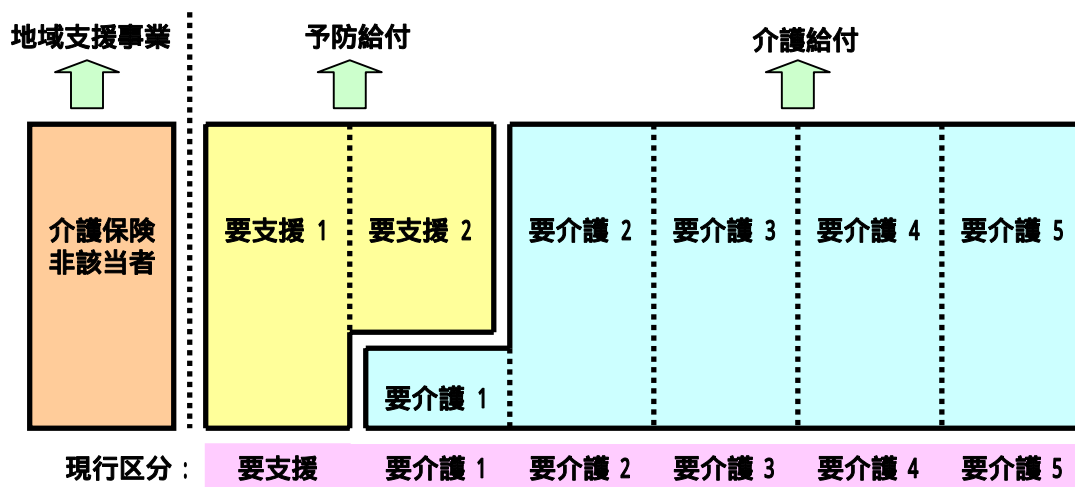 地域支援事業
予防給付
介護給付
介護保険
非該当者
要支援 1
要支援 2
要介護 2
要介護 3
要介護 4
要介護 5
要介護 1
現行区分：
要支援
要介護 1
要介護 2
要介護 3
要介護 4
要介護 5